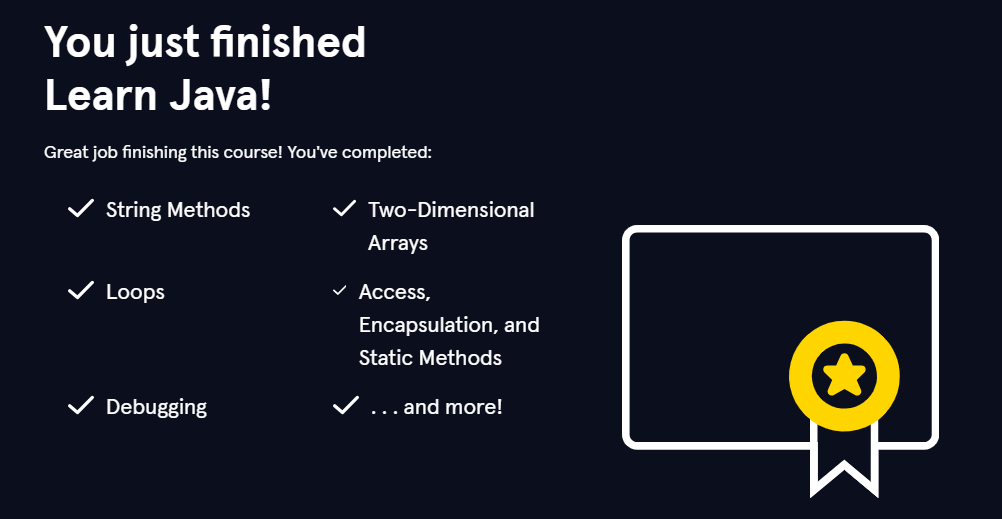 You just finished
Learn Java!
Great job finishing this course! You've completed:
String Methods
Two-Dimensional
Arrays
Loops
Access,
Encapsulation, and
Static Methods
Debugging
. . . and more!